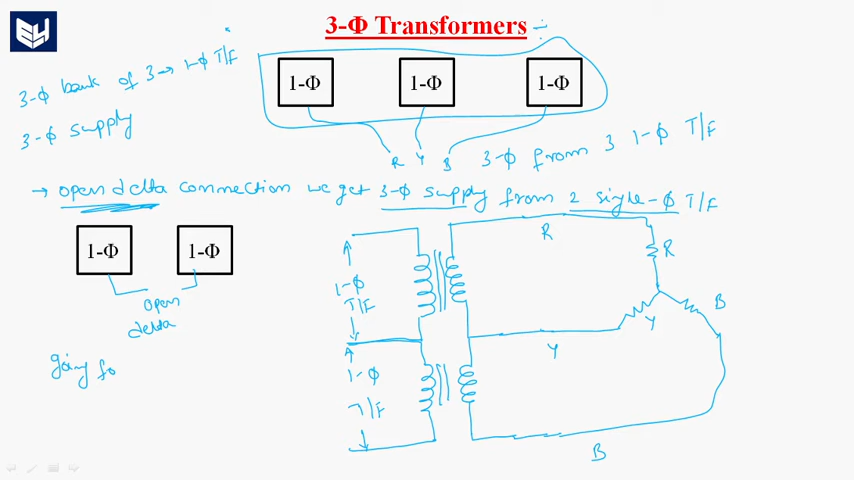 3-Φ Transformers :-
3-ϕ bank of 3 → 1-ϕ T/F
3-ϕ supply
1-Φ 1-Φ 1-Φ
R Y B
3-ϕ from 3 1-ϕ T/F
→ open delta connection we get 3-ϕ supply from 2 single-ϕ T/F
1-Φ 1-Φ
open
delta
going fo
1-ϕ
T/F
1-ϕ
T/F
R
R
Y
B
Y
B